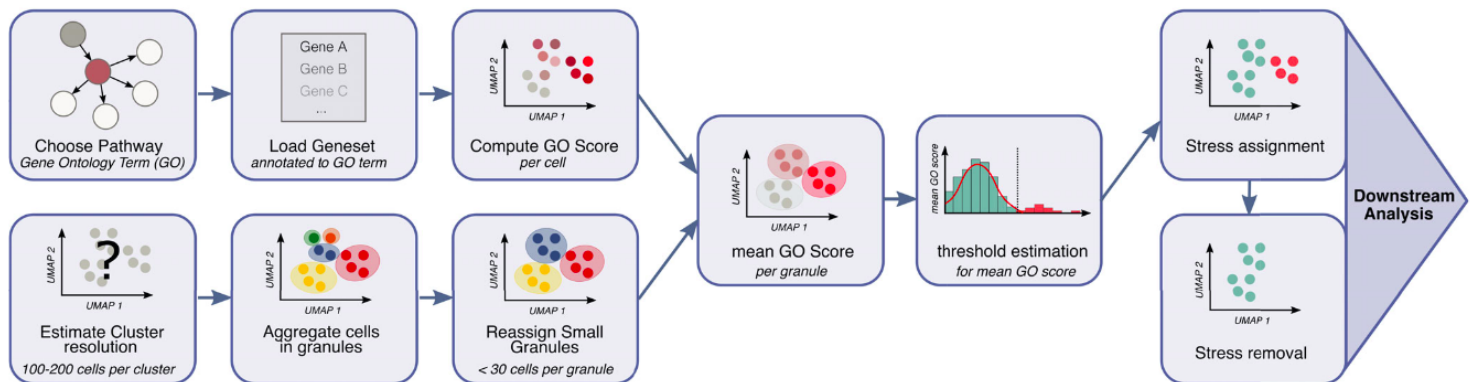 Choose Pathway
Gene Ontology Term (GO)
Gene A
Gene B
Gene C
...
Load Geneset
annotated to GO term
UMAP 2
UMAP 1
Compute GO Score
per cell
?
UMAP 2
UMAP 1
Estimate Cluster
resolution
100-200 cells per cluster
UMAP 2
UMAP 1
Aggregate cells
in granules
UMAP 2
UMAP 1
Reassign Small
Granules
< 30 cells per granule
UMAP 2
UMAP 1
mean GO Score
per granule
mean GO score
threshold estimation
for mean GO score
UMAP 2
UMAP 1
Stress assignment
UMAP 2
UMAP 1
Stress removal
Downstream
Analysis